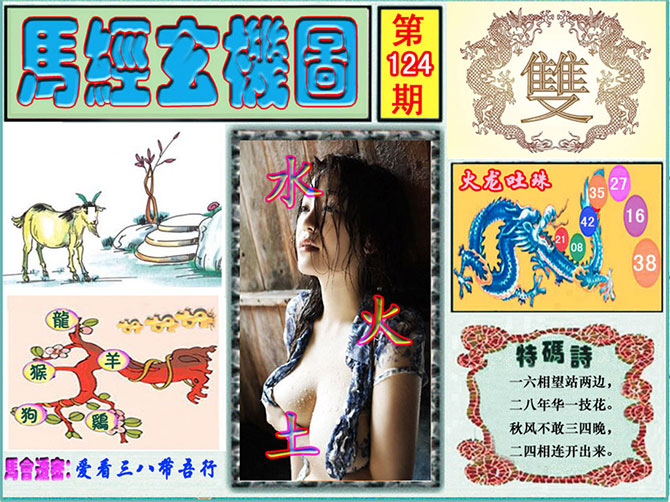 馬經玄機圖
第
124
期
雙
水
火
土
火龙吐珠
35
27
42
16
21
08
38
龍
猴
羊
狗
鷄
特碼詩
一六相望站两边，
二八年华一技花。
秋风不敢三四晚，
二四相连开出来。
馬會通密:爱看三八帶吾行